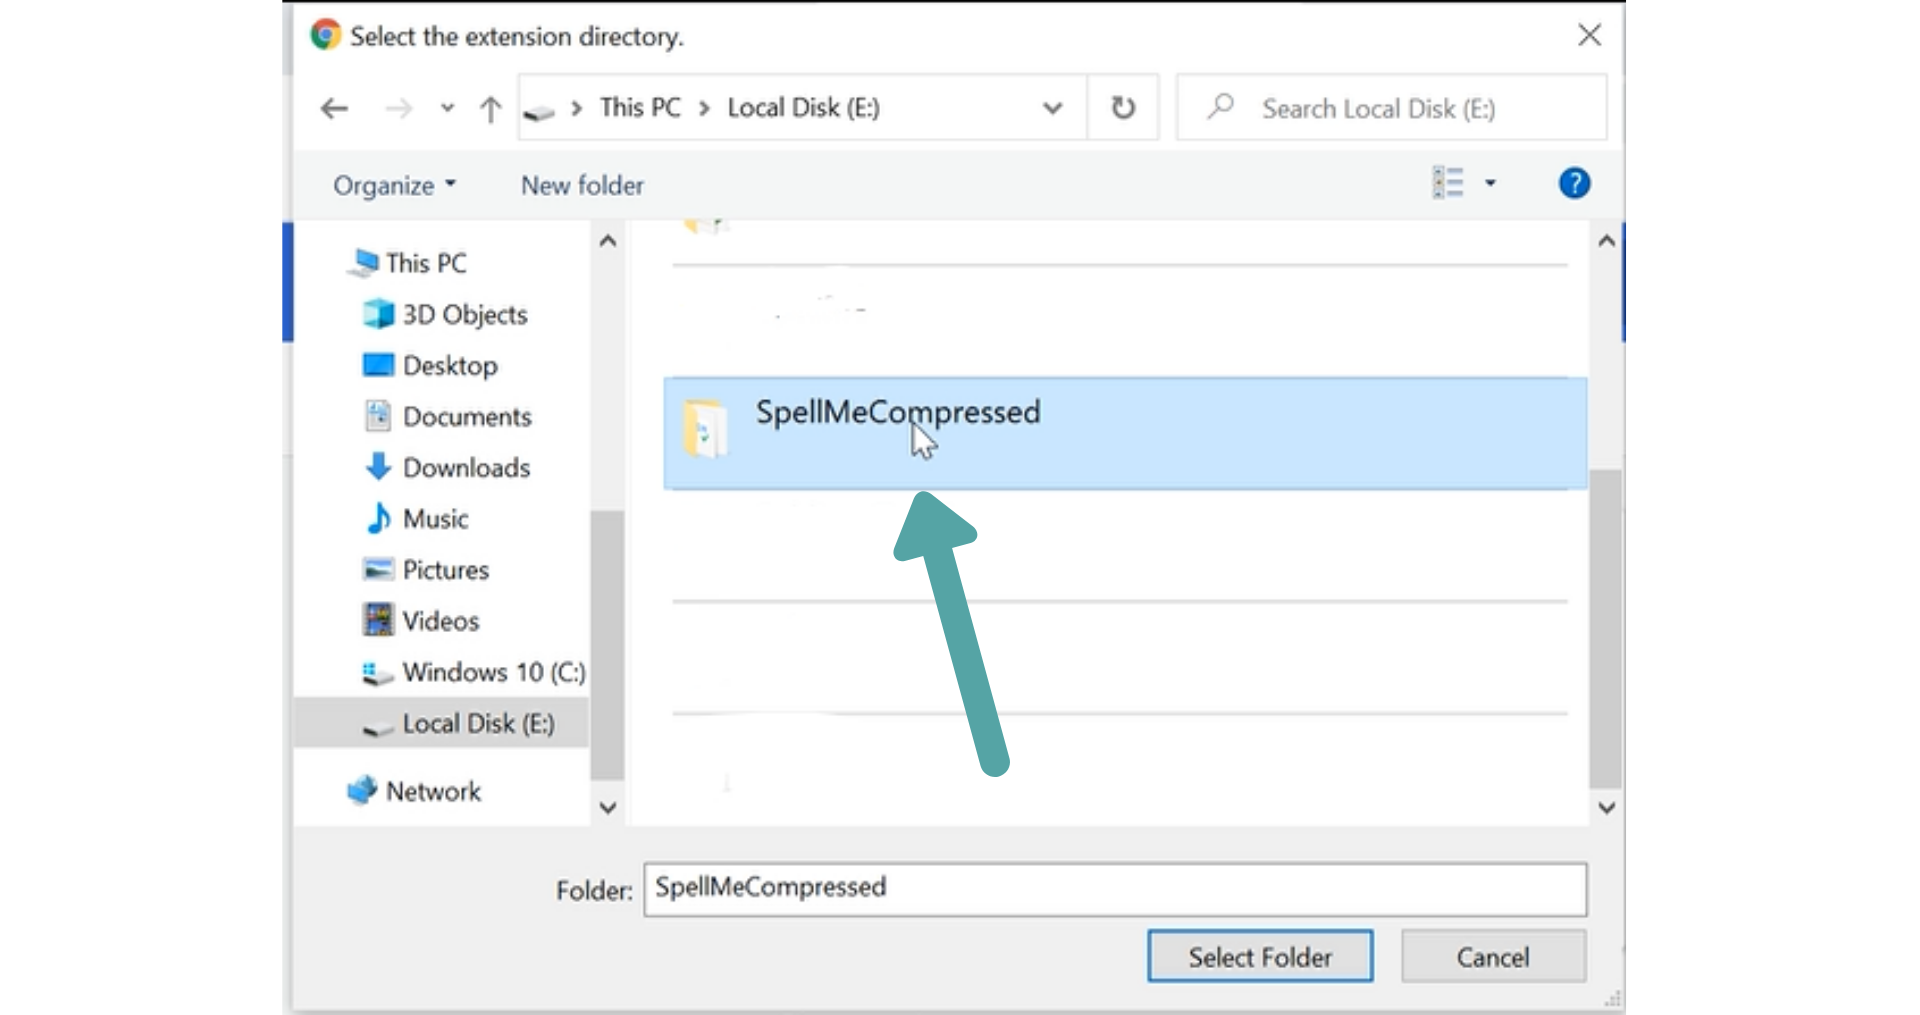 Select the extension directory.
This PC > Local Disk (E:)
Search Local Disk (E:)
Organize
New folder
?
This PC
3D Objects
Desktop
Documents
Downloads
Music
Pictures
Videos
Windows 10 (C:)
Local Disk (E:)
Network
SpellMeCompressed
Folder: SpellMeCompressed
Select Folder
Cancel